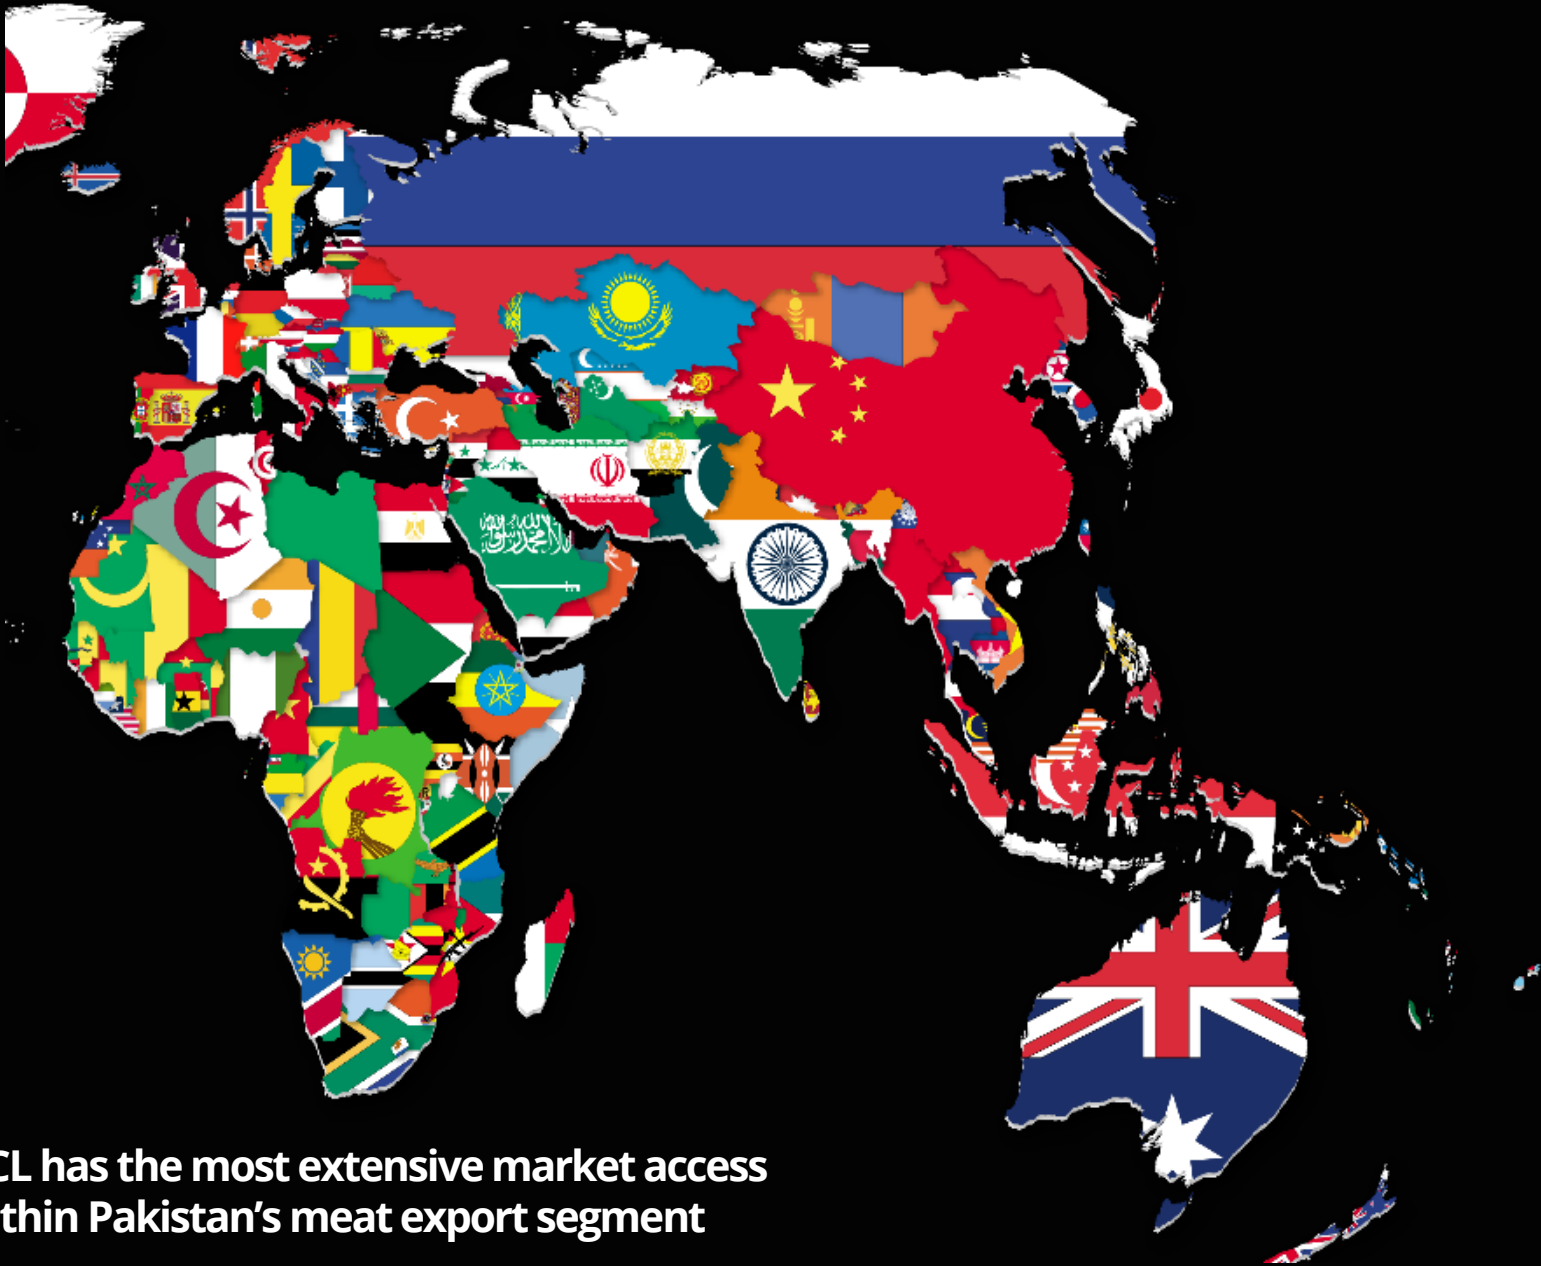 CL has the most extensive market access
thin Pakistan’s meat export segment